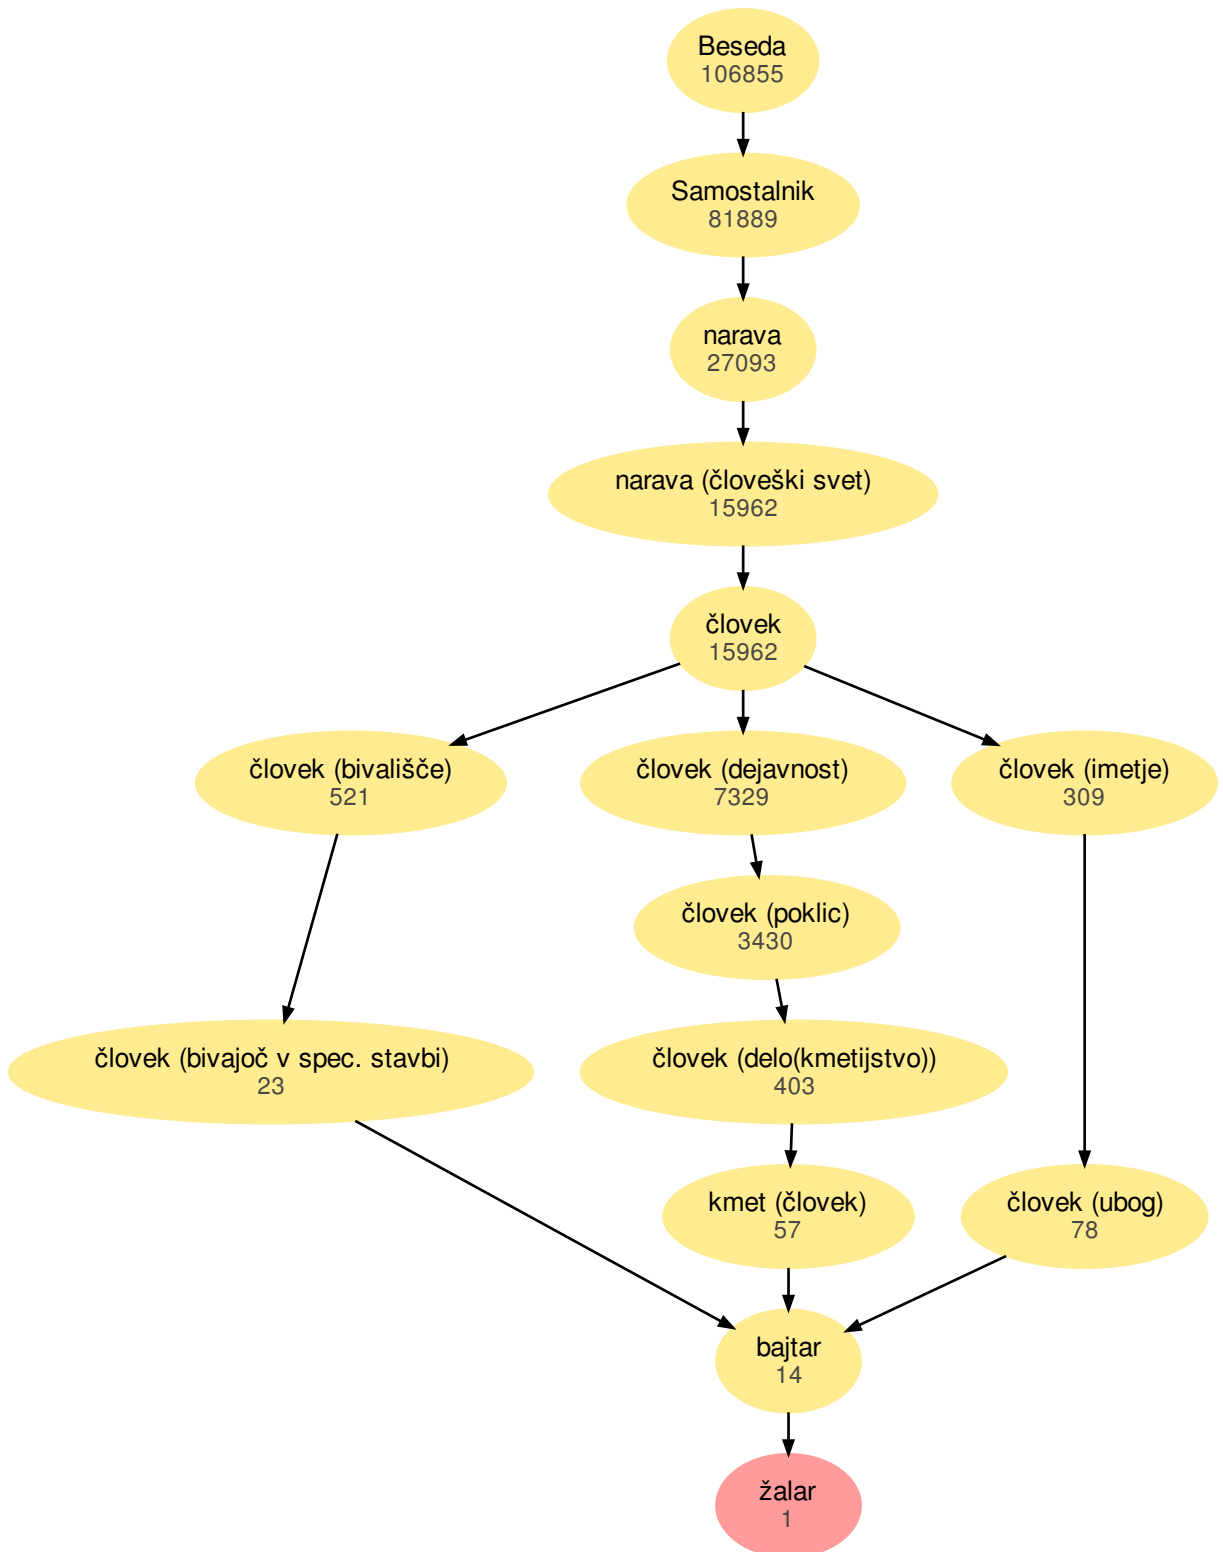 Beseda
106855
Samostalnik
81889
narava
27093
narava (človeški svet)
15962
človek
15962
človek (bivališče)
521
človek (dejavnost)
7329
človek (imetje)
309
človek (poklic)
3430
človek (bivajoč v spec. stavbi)
23
človek (delo(kmetijstvo))
403
kmet (človek)
57
človek (ubog)
78
bajtar
14
žalar
1